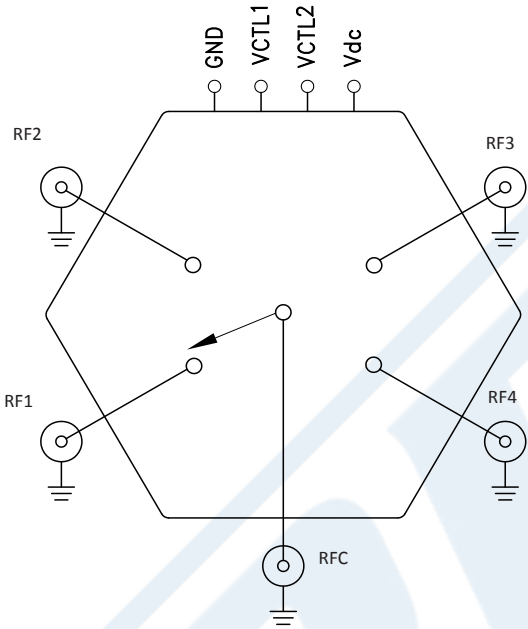 GND
VCTL1
VCTL2
Vdc
RF2
RF3
RF1
RF4
RFC